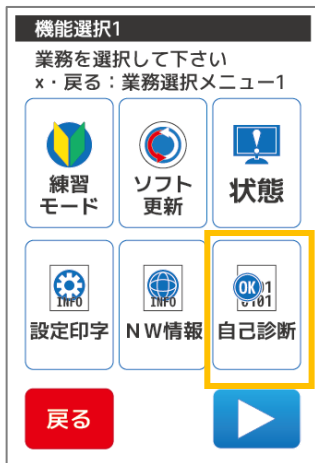 機能選択1
業務を選択して下さい
x・戻る：業務選択メニュー1
練習
モード
ソフト
更新
状態
INFO
設定印字
INFO
ＮＷ情報
OK
1
0101
自己診断
戻る